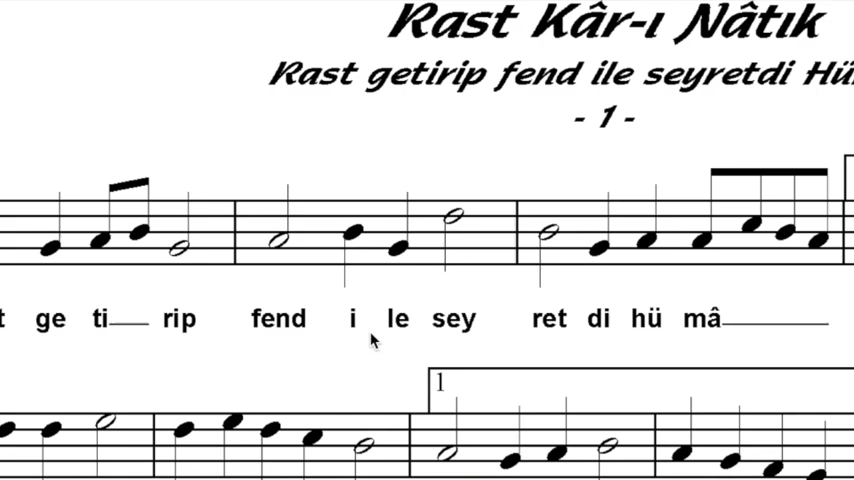 Rast Kâr-ı Nâtık
Rast getirip fend ile seyretdi
- 1 -
ge ti rip fend i le sey ret di hü mâ
1